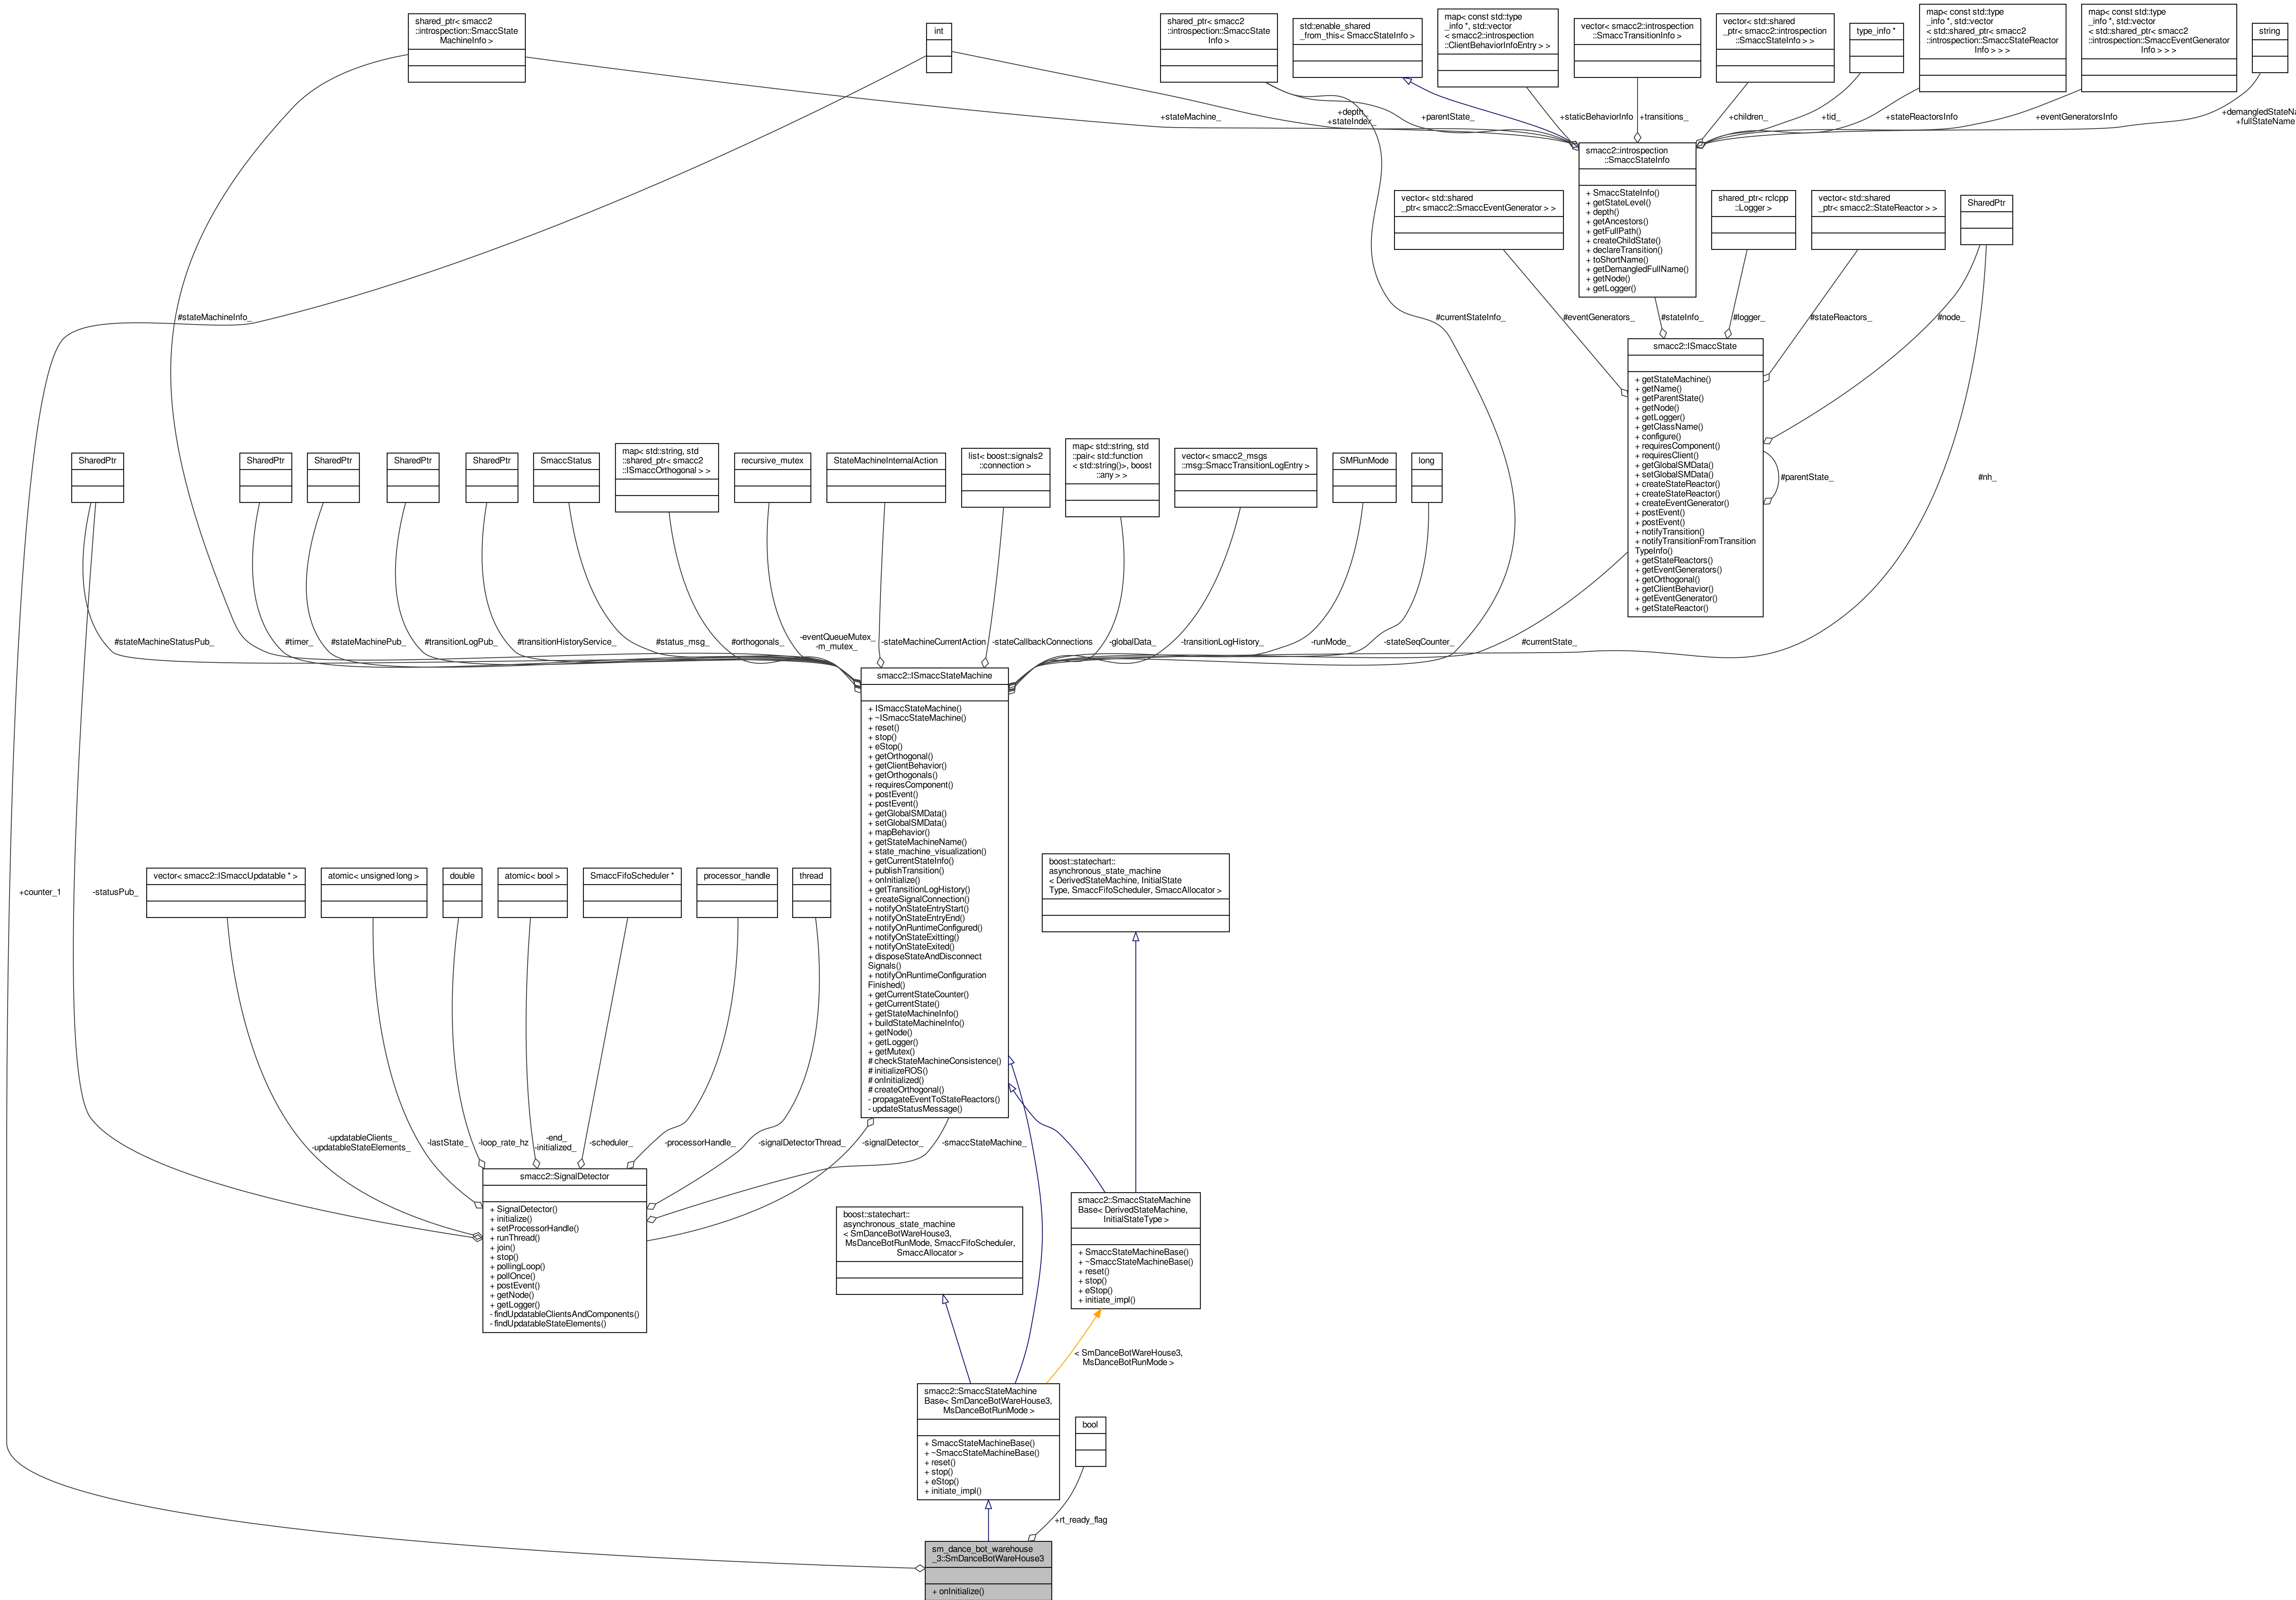 shared_ptr< smacc2
::introspection::SmaccState
MachineInfo >
int
shared_ptr< smacc2
::introspection::SmaccState
Info >
std::enable_shared
_from_this< SmaccStateInfo >
map< const std::type
_info *, std::vector
< smacc2::introspection
::ClientBehaviorInfoEntry > >
vector< smacc2::introspection
::SmaccTransitionInfo >
vector< std::shared
_ptr< smacc2::introspection
::SmaccStateInfo > >
type_info *
map< const std::type
_info *, std::vector
< std::shared_ptr< smacc2
::introspection::SmaccStateReactor
Info > > >
map< const std::type
_info *, std::vector
< std::shared_ptr< smacc2
::introspection::SmaccEventGenerator
Info > > >
string
+stateMachine_
+depth_
+stateIndex_
+parentState_
+staticBehaviorInfo
+transitions_
+children_
+tid_
+stateReactorsInfo
+eventGeneratorsInfo
+demangledStateNa
+fullStateName
smacc2::introspection
::SmaccStateInfo
+ SmaccStateInfo()
+ getStateLevel()
+ depth()
+ getAncestors()
+ getFullPath()
+ createChildState()
+ declareTransition()
+ toShortName()
+ getDemangledFullName()
+ getNode()
+ getLogger()
vector< std::shared
_ptr< smacc2::SmaccEventGenerator > >
shared_ptr< rclcpp
::Logger >
vector< std::shared
_ptr< smacc2::StateReactor > >
SharedPtr
#stateMachineInfo_
#currentStateInfo_
#eventGenerators_
#stateInfo_
#logger_
#stateReactors_
#node_
smacc2::ISmaccState
+ getStateMachine()
+ getName()
+ getParentState()
+ getNode()
+ getLogger()
+ getClassName()
+ configure()
+ requiresComponent()
+ requiresClient()
+ getGlobalSMData()
+ setGlobalSMData()
+ createStateReactor()
+ createStateReactor()
+ createEventGenerator()
+ postEvent()
+ postEvent()
+ notifyTransition()
+ notifyTransitionFromTransition
TypeInfo()
+ getStateReactors()
+ getEventGenerators()
+ getOrthogonal()
+ getClientBehavior()
+ getEventGenerator()
+ getStateReactor()
#parentState_
#nh_
SharedPtr
SharedPtr
SharedPtr
SharedPtr
SharedPtr
SmaccStatus
map< std::string, std
::shared_ptr< smacc2
::ISmaccOrthogonal > >
recursive_mutex
StateMachineInternalAction
list< boost::signals2
::connection >
map< std::string, std
::pair< std::function
< std::string()>, boost
::any > >
vector< smacc2_msgs
::msg::SmaccTransitionLogEntry >
SMRunMode
long
#stateMachineStatusPub_
#timer_
#stateMachinePub_
#transitionLogPub_
#transitionHistoryService_
#status_msg_
#orthogonals_
-eventQueueMutex_
-m_mutex_
-stateMachineCurrentAction
-stateCallbackConnections
-globalData_
-transitionLogHistory_
-runMode_
-stateSeqCounter_
#currentState_
smacc2::ISmaccStateMachine
+ ISmaccStateMachine()
+ ~ISmaccStateMachine()
+ reset()
+ stop()
+ eStop()
+ getOrthogonal()
+ getClientBehavior()
+ getOrthogonals()
+ requiresComponent()
+ postEvent()
+ postEvent()
+ getGlobalSMData()
+ setGlobalSMData()
+ mapBehavior()
+ getStateMachineName()
+ state_machine_visualization()
+ getCurrentStateInfo()
+ publishTransition()
+ onInitialize()
+ getTransitionLogHistory()
+ createSignalConnection()
+ notifyOnStateEntryStart()
+ notifyOnStateEntryEnd()
+ notifyOnRuntimeConfigured()
+ notifyOnStateExitting()
+ notifyOnStateExited()
+ disposeStateAndDisconnect
Signals()
+ notifyOnRuntimeConfiguration
Finished()
+ getCurrentStateCounter()
+ getCurrentState()
+ getStateMachineInfo()
+ buildStateMachineInfo()
+ getNode()
+ getLogger()
+ getMutex()
# checkStateMachineConsistence()
# initializeROS()
# onInitialized()
# createOrthogonal()
- propagateEventToStateReactors()
- updateStatusMessage()
+counter_1
-statusPub_
vector< smacc2::ISmaccUpdatable * >
atomic< unsigned long >
double
atomic< bool >
SmaccFifoScheduler *
processor_handle
thread
boost::statechart::
asynchronous_state_machine
< DerivedStateMachine, InitialState
Type, SmaccFifoScheduler, SmaccAllocator >
-updatableClients_
-updatableStateElements_
-lastState_
-loop_rate_hz
-end_
-initialized_
-scheduler_
-processorHandle_
-signalDetectorThread_
-signalDetector_
-smaccStateMachine_
smacc2::SignalDetector
+ SignalDetector()
+ initialize()
+ setProcessorHandle()
+ runThread()
+ join()
+ stop()
+ pollingLoop()
+ pollOnce()
+ postEvent()
+ getNode()
+ getLogger()
- findUpdatableClientsAndComponents()
- findUpdatableStateElements()
boost::statechart::
asynchronous_state_machine
< SmDanceBotWareHouse3,
MsDanceBotRunMode, SmaccFifoScheduler,
SmaccAllocator >
smacc2::SmaccStateMachine
Base< DerivedStateMachine,
InitialStateType >
+ SmaccStateMachineBase()
+ ~SmaccStateMachineBase()
+ reset()
+ stop()
+ eStop()
+ initiate_impl()
< SmDanceBotWareHouse3,
MsDanceBotRunMode >
smacc2::SmaccStateMachine
Base< SmDanceBotWareHouse3,
MsDanceBotRunMode >
+ SmaccStateMachineBase()
+ ~SmaccStateMachineBase()
+ reset()
+ stop()
+ eStop()
+ initiate_impl()
bool
+rt_ready_flag
sm_dance_bot_warehouse
_3::SmDanceBotWareHouse3
+ onInitialize()